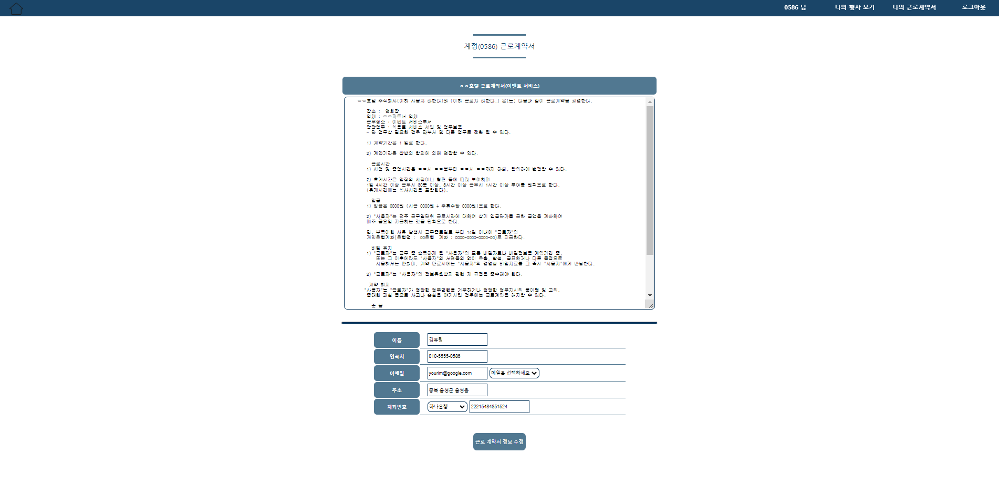 0586 님 나의 행사 보기 나의 근로계약서 로그아웃
계정(0586) 근로계약서
ㅇㅇ호텔 근로계약서(이벤트 서비스)
ㅇㅇ호텔 주식회사(이하 사용자 라한다)와 (이하 근로자 라한다.) 은(는) 다음과 같이 근로계약을 체결한다.
장소 : 연회장
업체 : ㅇㅇ파트너 업체
근무장소 : 이벤트 서비스부서
담당업무 : 식음료 서비스 서빙 및 업무보조
- 단 업무상 필요한 경우 타부서 및 다른 업무로 전환 될 수 있다.
1) 계약기간은 1 일로 한다.
2) 계약기간은 쌍방의 합의에 의해 연장할 수 있다.
근로시간
1) 시업 및 종업시간은 ㅇㅇ시 ㅇㅇ분부터 ㅇㅇ시 ㅇㅇ까지 하되, 합의하에 변경할 수 있다.
2) 휴게시간은 업장의 사정이나 형편 등에 따라 부여하며
1일 4시간 이상 근무시 30분 이상, 8시간 이상 근무시 1시간 이상 부여를 원칙으로 한다.
(휴게시간에는 식사시간을 포함한다).
임금
1) 임금은 0000원 (시급 0000원 + 주휴수당 0000원)으로 한다.
2) "사용자"는 전주 근무일단위 근로시간에 대하여 상기 임금단가를 곱한 금액을 계산하여
매주 금요일 지급하는 것을 원칙으로 한다.
단, 부득이한 사유 발생시 근무종료일로 부터 14일 이내에 "근로자"의
개인은행계좌(은행명 : 00은행 계좌 : 0000-0000-0000-00)로 지급한다.
비밀 유지
1) "근로자"는 근무 중 습득하게 될 "사용자"의 모든 비밀자료나 비밀정보를 계약기간 중,
또는 그 이후에라도 "사용자"의 서면동의 없이 유출, 발설, 공표하거나 다른 목적으로
사용해서는 안되며, 계약 만료시에는 "사용자"의 경영상 비밀자료를 그 즉시 "사용자"에게 반납한다.
2) "근로자"는 "사용자"의 정보유출방지 관련 제 규정을 준수해야 한다.
계약 해지
"사용자"는 "근로자"가 정당한 업무명령을 거부하거나 정당한 업무지시의 불이행 및 고의,
중대한 과실 등으로 사고나 손실을 야기시킨 경우에는 근로계약을 해지할 수 있다.
준 용
이름 김유림
연락처 010-5555-0586
이메일 yourim@google.com 메일을 선택하세요
주소 충북 음성군 음성읍
계좌번호 하나은행 22215484851524
근로 계약서 정보 수정